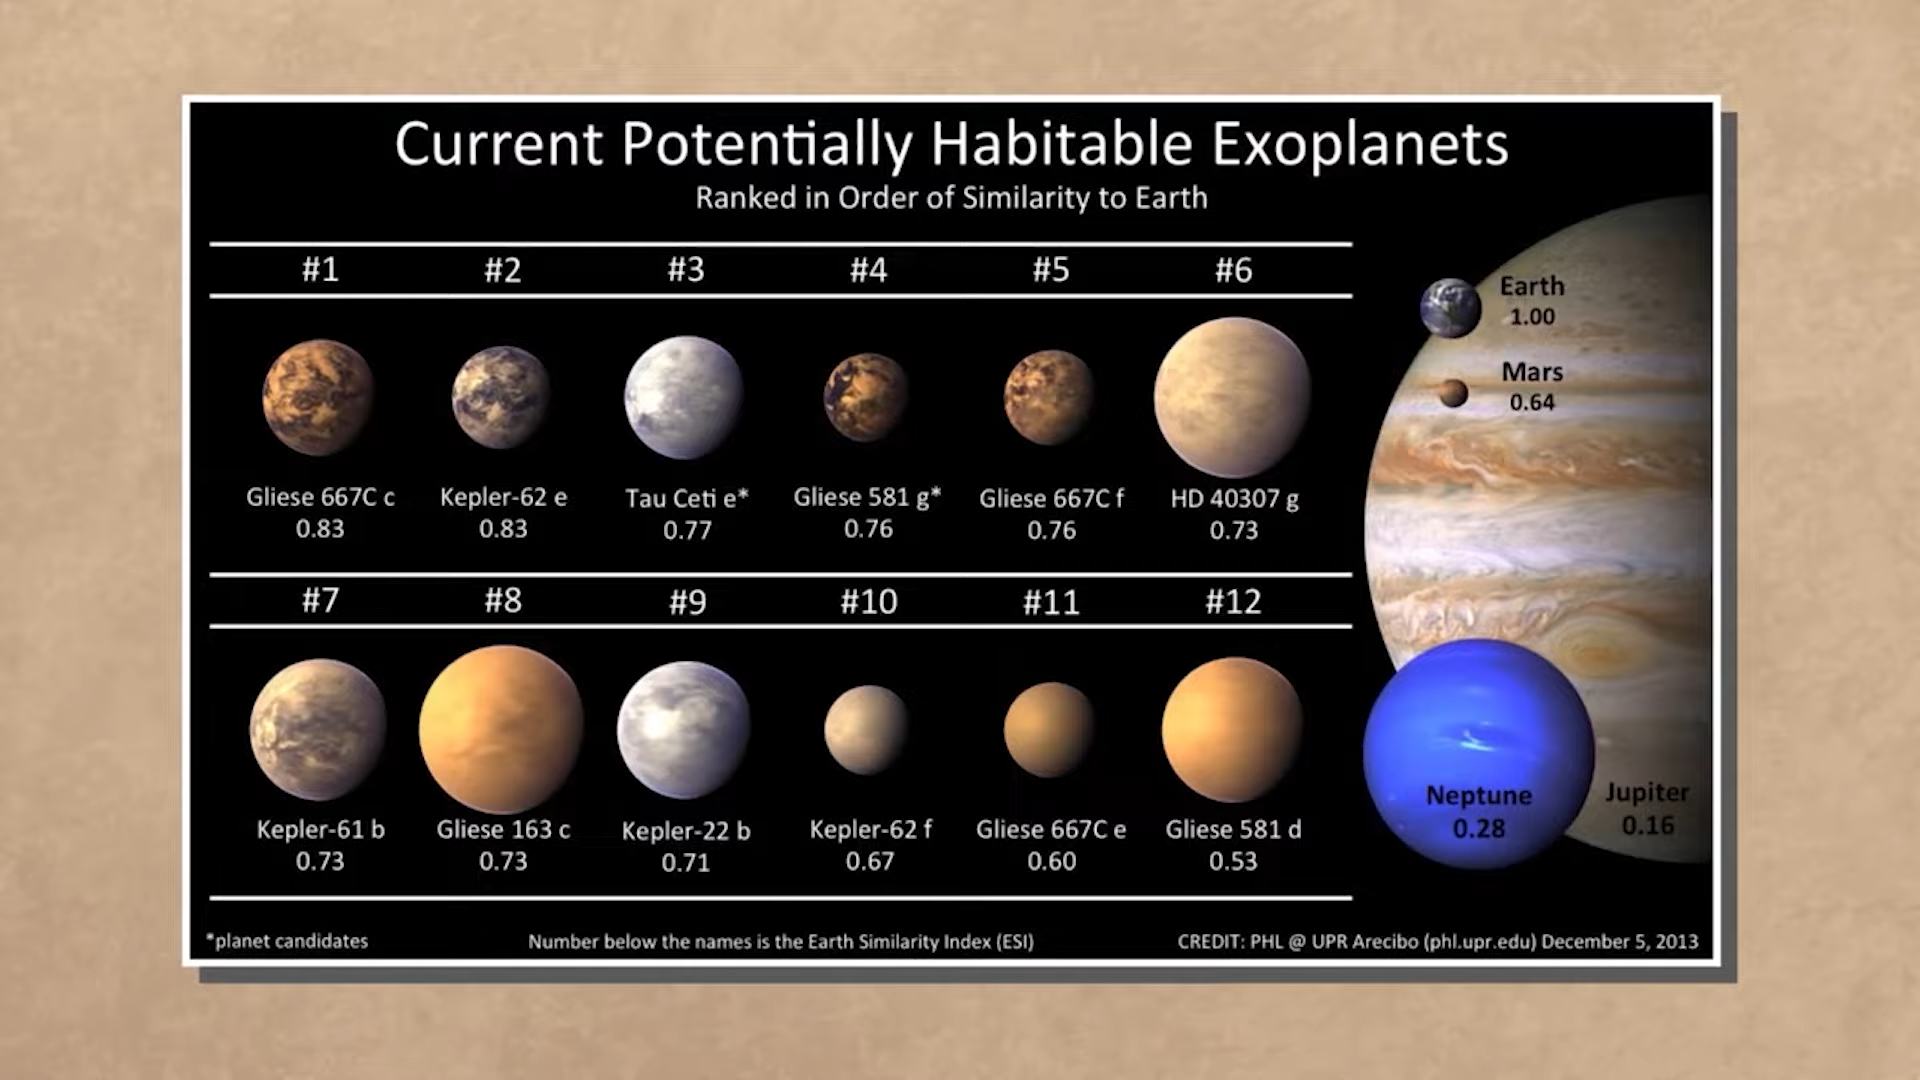 Current Potentially Habitable Exoplanets
Ranked in Order of Similarity to Earth
#1 #2 #3 #4 #5 #6
Gliese 667C c Kepler-62 e Tau Ceti e* Gliese 581 g* Gliese 667C f HD 40307 g
0.83 0.83 0.77 0.76 0.76 0.73
#7 #8 #9 #10 #11 #12
Kepler-61 b Gliese 163 c Kepler-22 b Kepler-62 f Gliese 667C e Gliese 581 d
0.73 0.73 0.71 0.67 0.60 0.53
Earth
1.00
Mars
0.64
Neptune
0.28
Jupiter
0.16
*planet candidates
Number below the names is the Earth Similarity Index (ESI)
CREDIT: PHL @ UPR Arecibo (phl.upr.edu) December 5, 2013